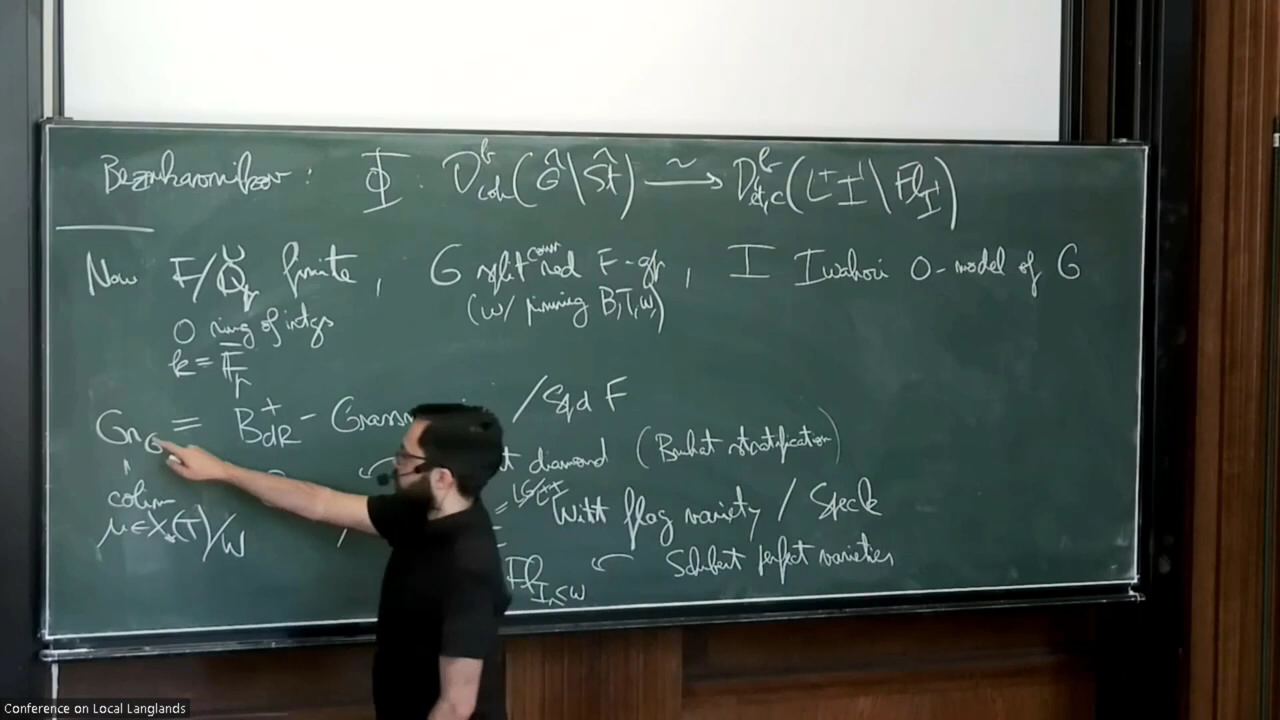 Bezrukavnikov : Φ : D^b_coh(Ĝ\Ŝt) ⥲ D^b_ét,c(L⁺I\Fl_I)
Now F/Q̆_p finite, G split conn red F-gp, I Iwahori O-model of G
O ring of integs (w/ pinning B,T,ψ)
k = F̄_p
Gr_G = B⁺_dR - Grass / Spd F
diamond (Bruhat stratification)
colim
μ∈X_*(T)/W
= Witt flag variety / Spec k
Fl_I,≤w Schubert perfect varieties
Conference on Local Langlands